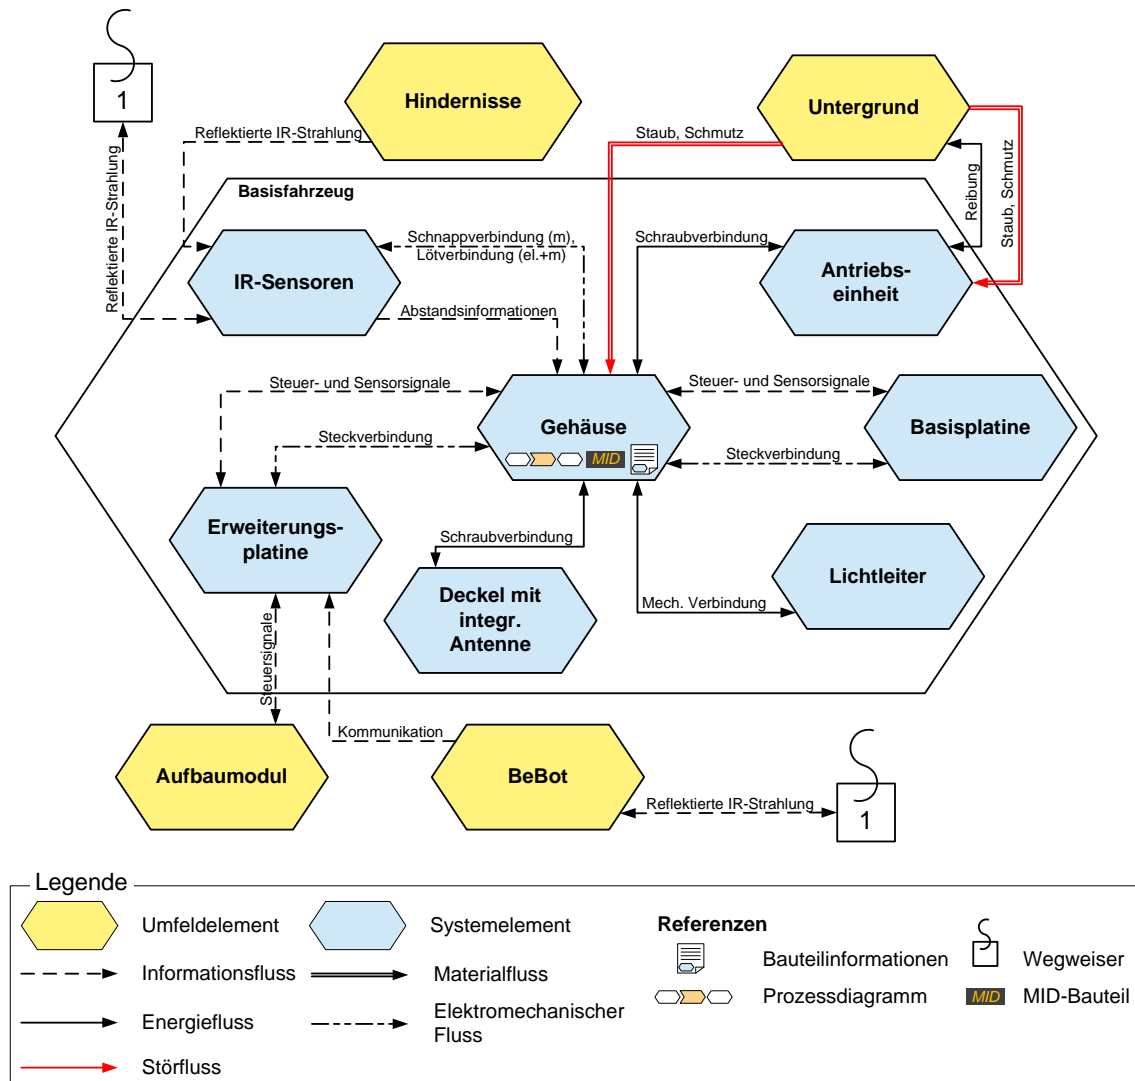 1
Hindernisse
Untergrund
Reflektierte IR-Strahlung
Staub, Schmutz
Reflektierte IR-Strahlung
Reibung
Staub, Schmutz
Basisfahrzeug
IR-Sensoren
Schnappverbindung (m),
Lötverbindung (el.+m)
Schraubverbindung
Antriebs-
einheit
Abstandsinformationen
Steuer- und Sensorsignale
Steckverbindung
Gehäuse
MID
Steuer- und Sensorsignale
Steckverbindung
Basisplatine
Erweiterungs-
platine
Schraubverbindung
Deckel mit
integr.
Antenne
Lichtleiter
Mech. Verbindung
Steuersignale
Kommunikation
Aufbaumodul
BeBot
Reflektierte IR-Strahlung
1
Legende
Umfeldelement
Systemelement
Referenzen
Bauteilinformationen
Wegweiser
Informationsfluss
Materialfluss
Prozessdiagramm
MID
MID-Bauteil
Energiefluss
Elektromechanischer
Fluss
Störfluss